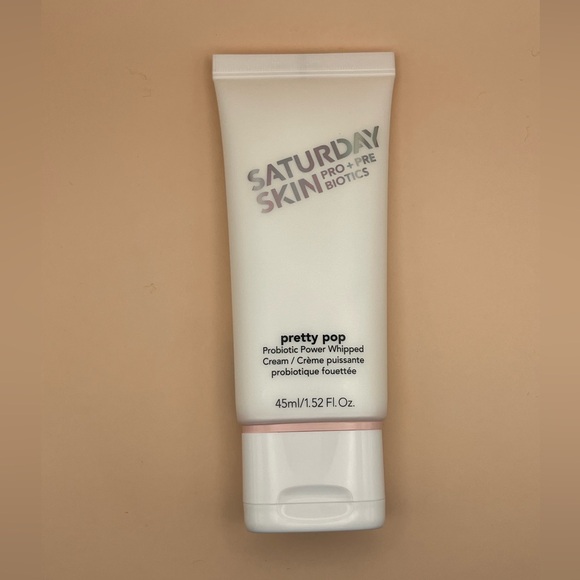 SATURDAY
SKIN PRO + PRE
BIOTICS
pretty pop
Probiotic Power Whipped
Cream / Crème puissante
probiotique fouettée
45ml/1.52 Fl. Oz.